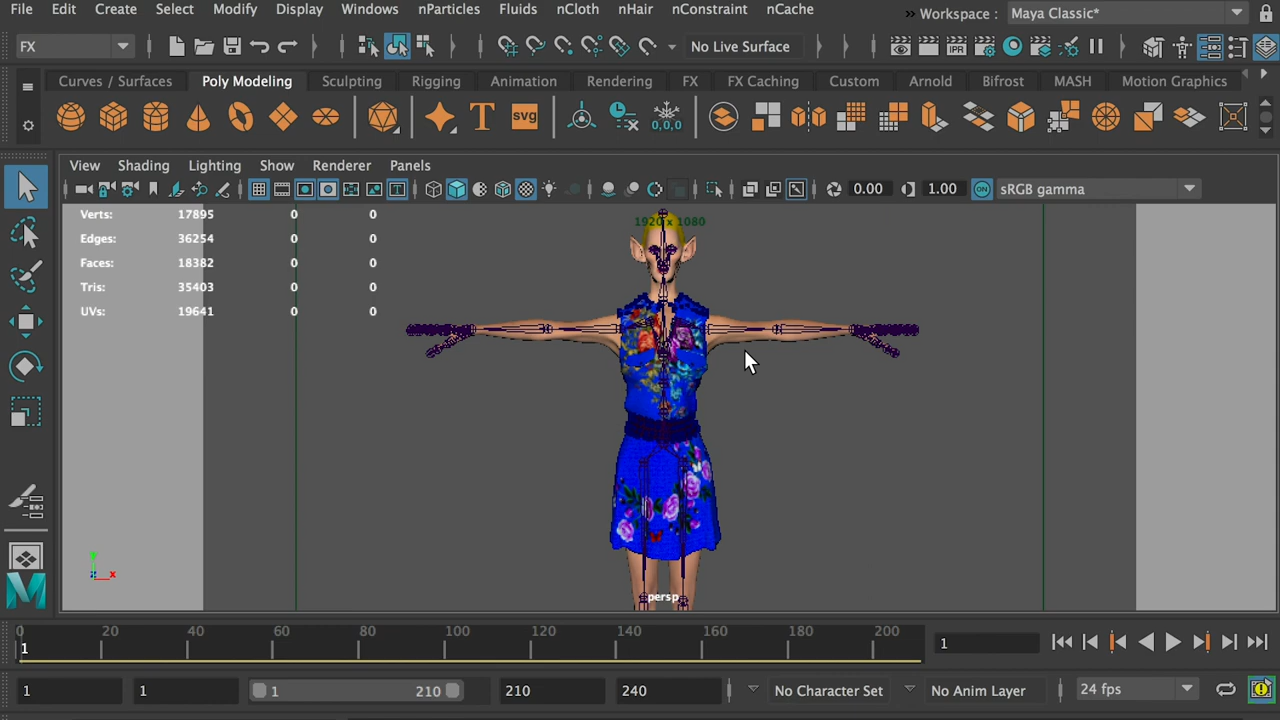 File Edit Create Select Modify Display Windows nParticles Fluids nCloth nHair nConstraint nCache
» Workspace : Maya Classic*
FX No Live Surface
Curves / Surfaces Poly Modeling Sculpting Rigging Animation Rendering FX FX Caching Custom Arnold Bifrost MASH Motion Graphics
T svg 0,0,0
View Shading Lighting Show Renderer Panels
IPR
0.00 1.00 ON sRGB gamma
Verts: 17895 0 0
1920 x 1080
Edges: 36254 0 0
Faces: 18382 0 0
Tris: 35403 0 0
UVs: 19641 0 0
x
persp
0 20 40 60 80 100 120 140 160 180 200
1 1
1 1 1 210 210 240 No Character Set No Anim Layer 24 fps